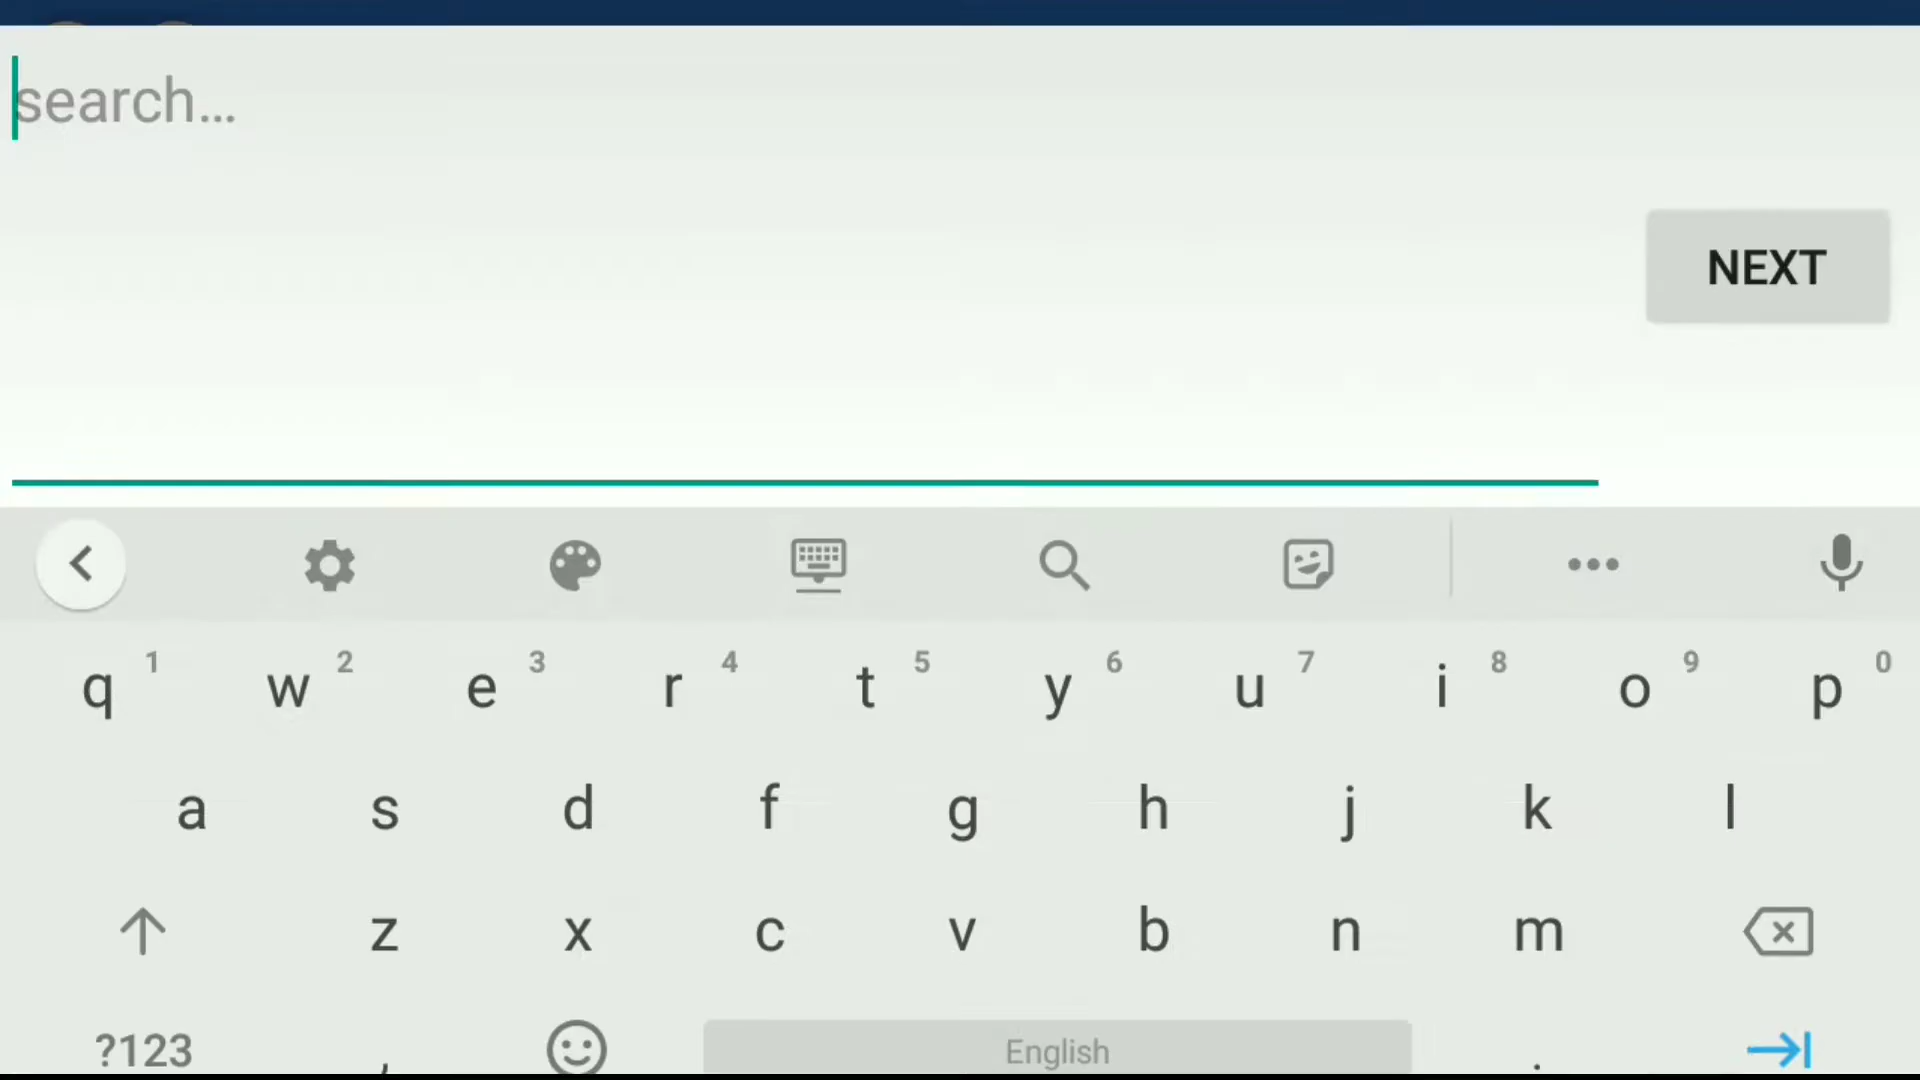 search...
NEXT
1 2 3 4 5 6 7 8 9 0
q w e r t y u i o p
a s d f g h j k l
z x c v b n m
?123 , English .